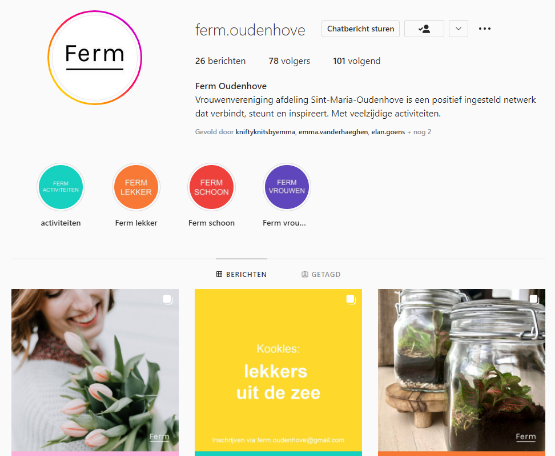 Ferm
ferm.oudenhove
Chatbericht sturen
26 berichten 78 volgers 101 volgend
Ferm Oudenhove
Vrouwenvereniging afdeling Sint-Maria-Oudenhove is een positief ingesteld netwerk
dat verbindt, steunt en inspireert. Met veelzijdige activiteiten.
Gevold door kniftyknitsbyemma, emma.vanderhaeghen, elan.goens + nog 2
FERM
ACTIVITEITEN
FERM
LEKKER
FERM
SCHOON
FERM
VROUWEN
activiteiten Ferm lekker Ferm schoon Ferm vrou...
BERICHTEN GETAGD
Kookles:
lekkers
uit de zee
Inschrijven via ferm.oudenhove@gmail.com
Ferm
Ferm